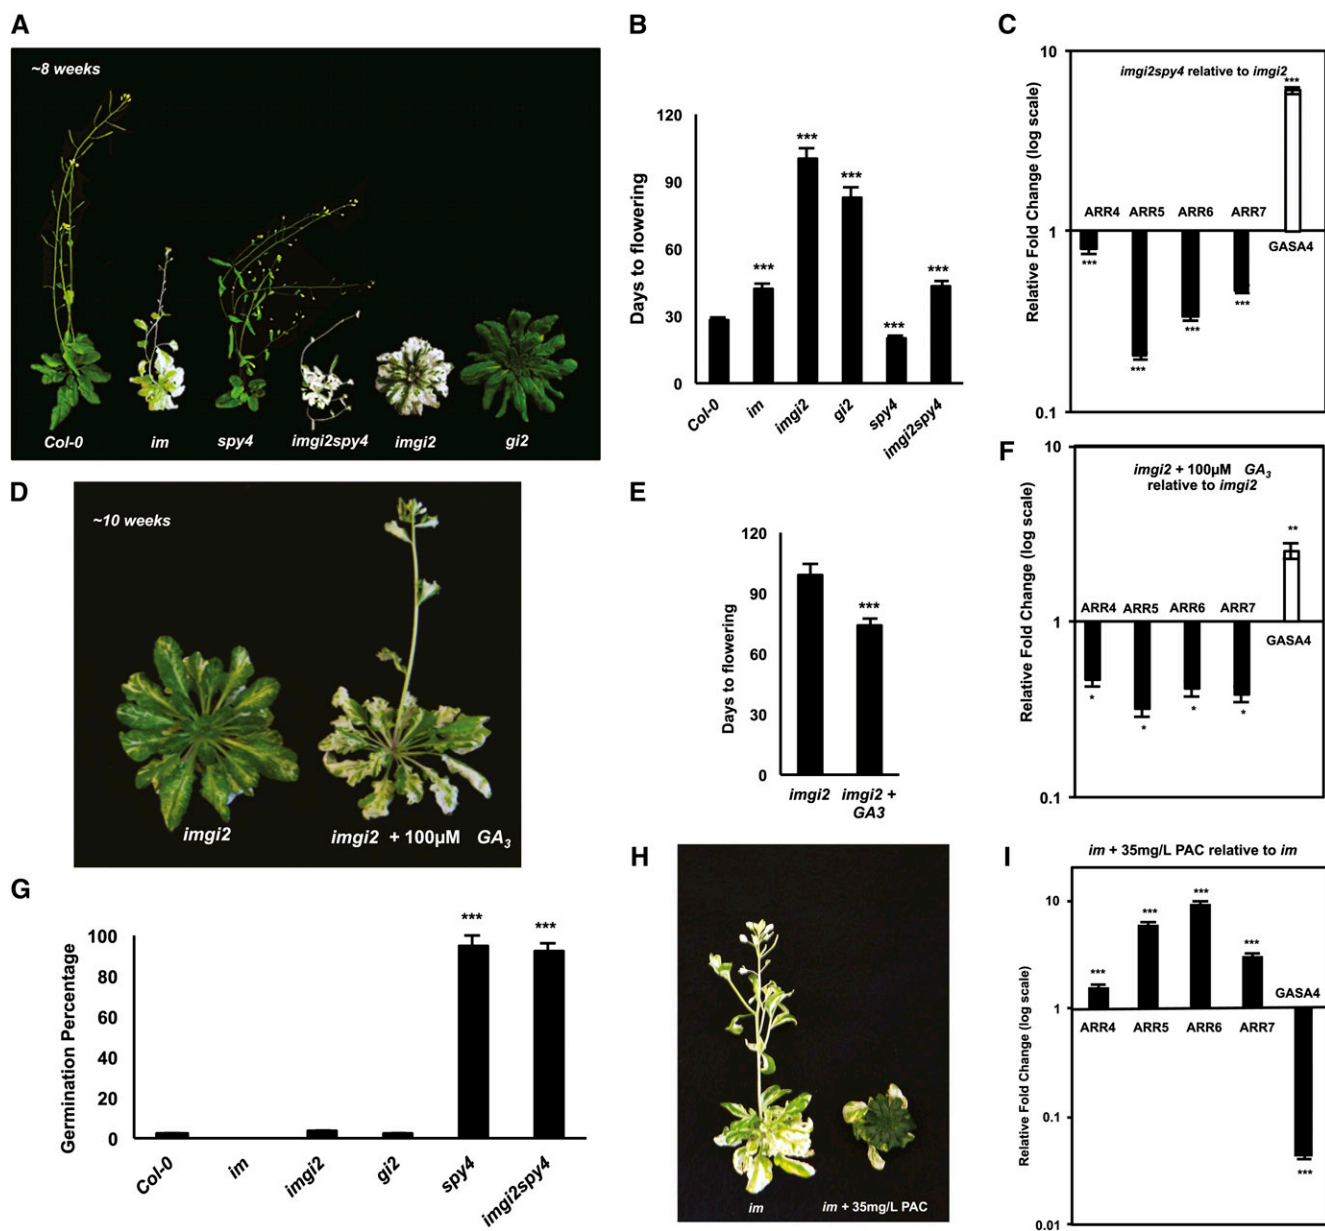 A
~8 weeks
Col-0
im
spy4
imgi2spy4
imgi2
gi2
B
Days to flowering
120
90
60
30
0
***
***
***
***
***
Col-0
im
imgi2
gi2
spy4
imgi2spy4
C
Relative Fold Change (log scale)
10
1
0.1
imgi2spy4 relative to imgi2
***
ARR4
ARR5
ARR6
ARR7
GASA4
***
***
***
***
D
~10 weeks
imgi2
imgi2 + 100µM GA3
E
Days to flowering
120
90
60
30
0
***
imgi2
imgi2 +
GA3
F
Relative Fold Change (log scale)
10
1
0.1
imgi2 + 100µM GA3
relative to imgi2
**
ARR4
ARR5
ARR6
ARR7
GASA4
*
*
*
*
G
Germination Percentage
100
80
60
40
20
0
***
***
Col-0
im
imgi2
gi2
spy4
imgi2spy4
H
im
im + 35mg/L PAC
I
im + 35mg/L PAC relative to im
Relative Fold Change (log scale)
10
1
0.1
0.01
***
***
***
***
GASA4
ARR4
ARR5
ARR6
ARR7
***